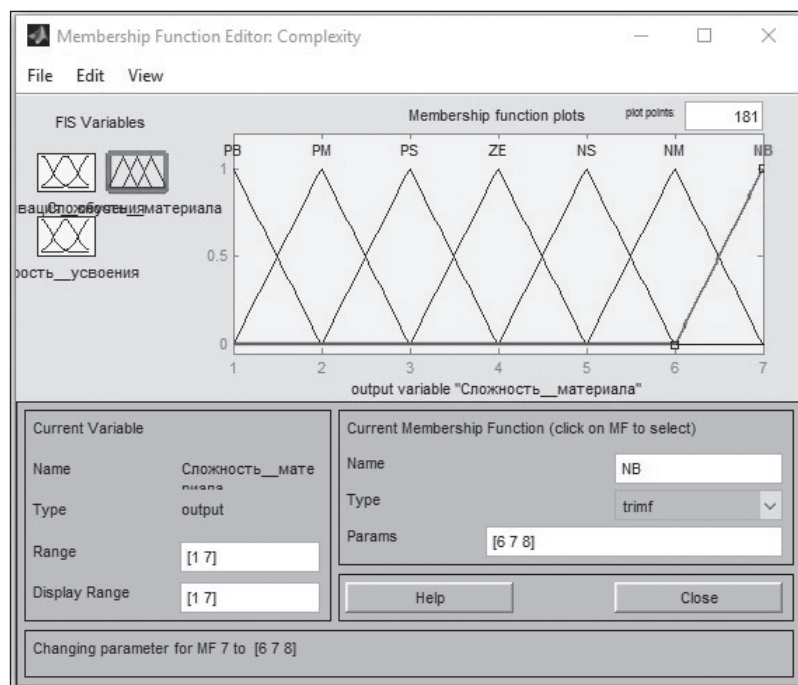 Membership Function Editor: Complexity
File Edit View
FIS Variables
Membership function plots
plot points:
181
PB PM PS ZE NS NM NB
1
0.5
0
1 2 3 4 5 6 7
output variable "Сложность__материала"
рость__усвоения
Current Variable
Name
Сложность__мате
риала
Type
output
Range
[1 7]
Display Range
[1 7]
Current Membership Function (click on MF to select)
Name
NB
Type
trimf
Params
[6 7 8]
Help
Close
Changing parameter for MF 7 to [6 7 8]